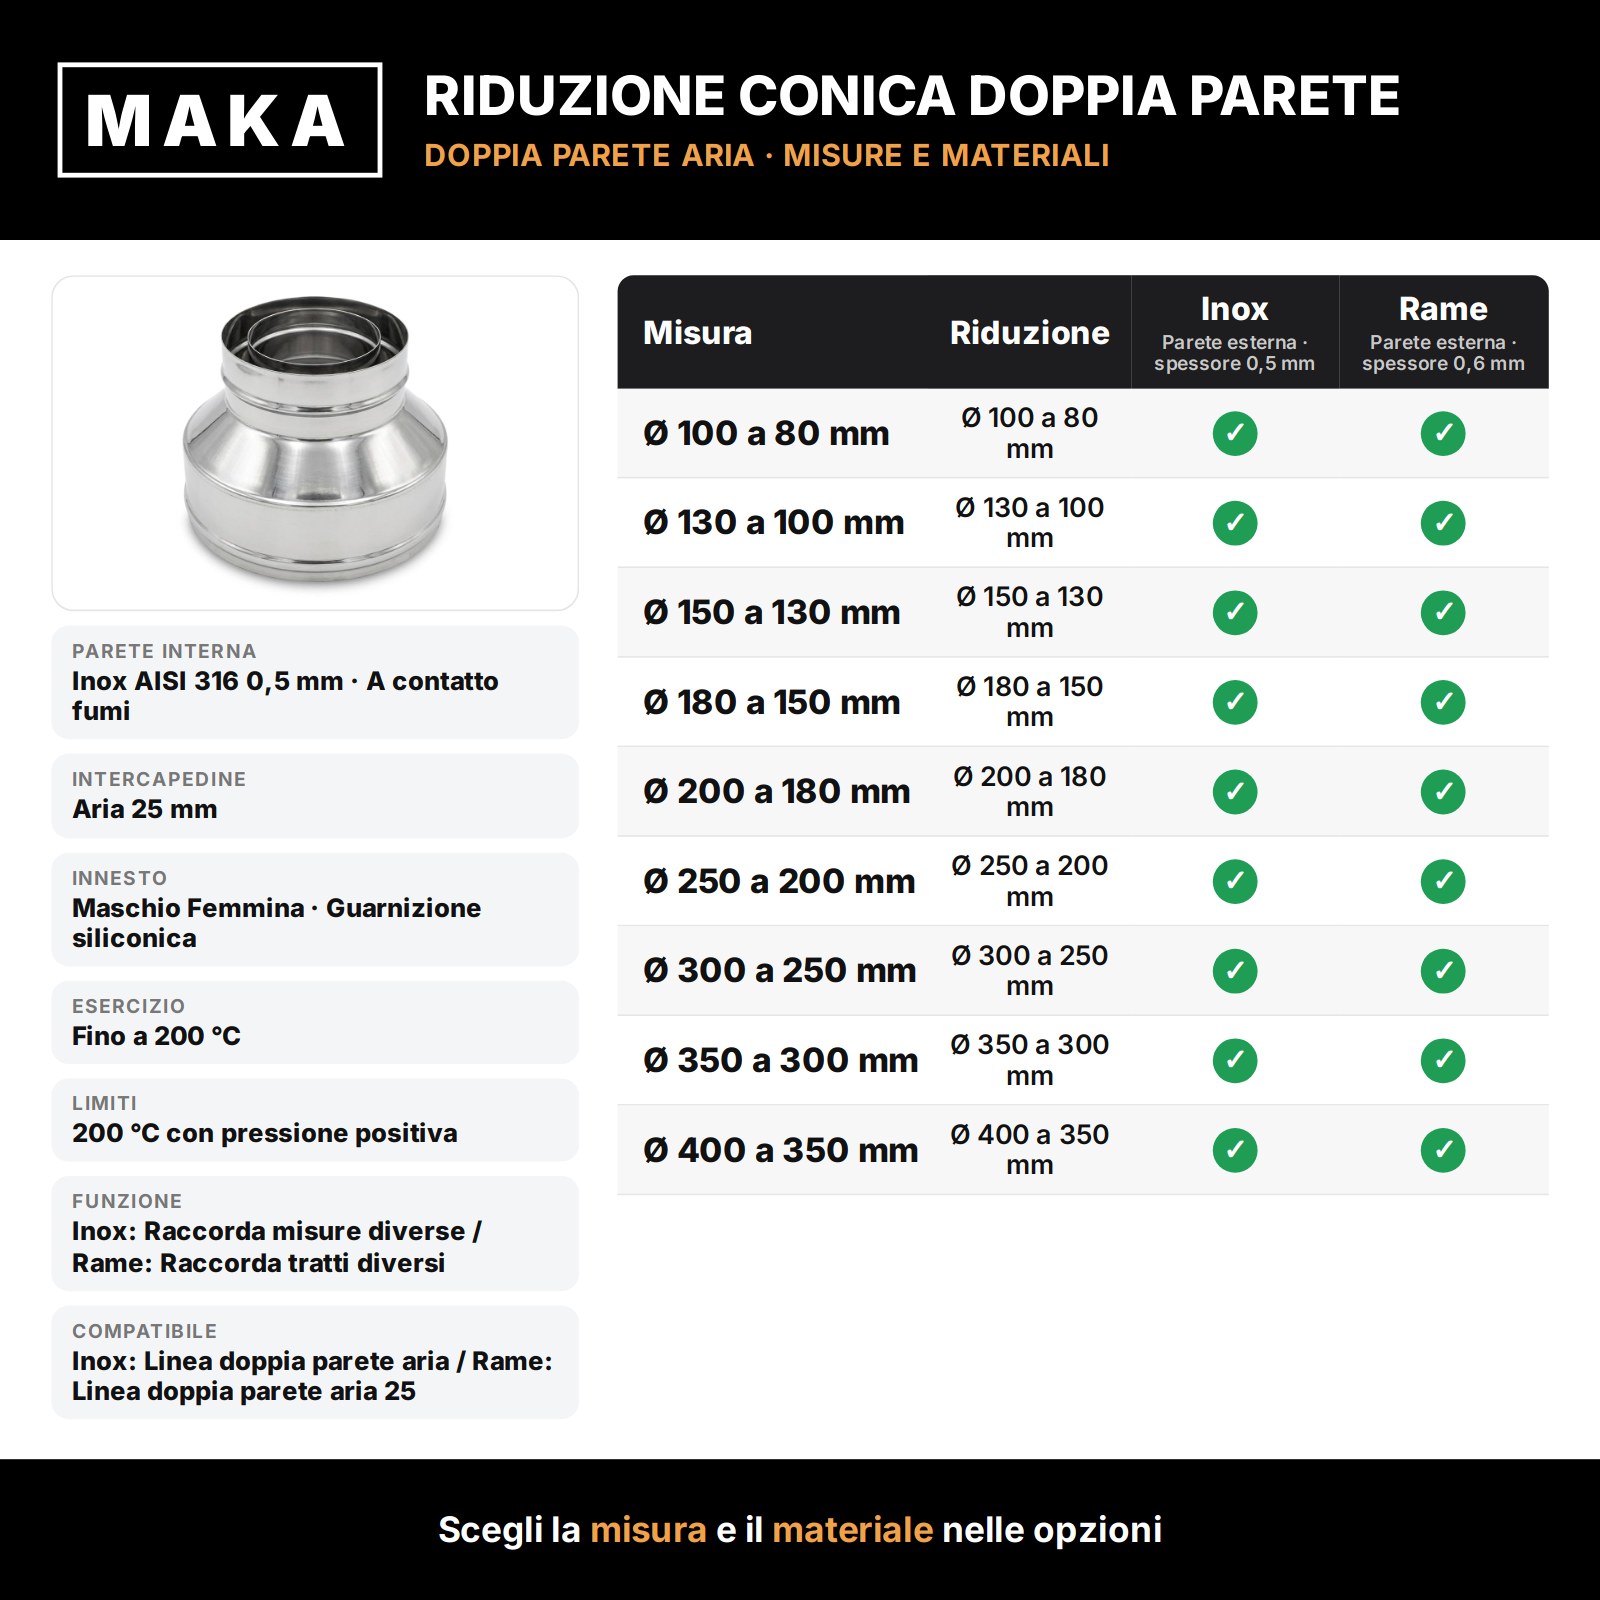 MAKA
RIDUZIONE CONICA DOPPIA PARETE
DOPPIA PARETE ARIA · MISURE E MATERIALI
PARETE INTERNA
Inox AISI 316 0,5 mm · A contatto
fumi
INTERCAPEDINE
Aria 25 mm
INNESTO
Maschio Femmina · Guarnizione
siliconica
ESERCIZIO
Fino a 200 °C
LIMITI
200 °C con pressione positiva
FUNZIONE
Inox: Raccorda misure diverse /
Rame: Raccorda tratti diversi
COMPATIBILE
Inox: Linea doppia parete aria / Rame:
Linea doppia parete aria 25
Misura
Riduzione
Inox
Parete esterna ·
spessore 0,5 mm
Rame
Parete esterna ·
spessore 0,6 mm
Ø 100 a 80 mm
Ø 100 a 80
mm
✓ ✓
Ø 130 a 100 mm
Ø 130 a 100
mm
✓ ✓
Ø 150 a 130 mm
Ø 150 a 130
mm
✓ ✓
Ø 180 a 150 mm
Ø 180 a 150
mm
✓ ✓
Ø 200 a 180 mm
Ø 200 a 180
mm
✓ ✓
Ø 250 a 200 mm
Ø 250 a 200
mm
✓ ✓
Ø 300 a 250 mm
Ø 300 a 250
mm
✓ ✓
Ø 350 a 300 mm
Ø 350 a 300
mm
✓ ✓
Ø 400 a 350 mm
Ø 400 a 350
mm
✓ ✓
Scegli la misura e il materiale nelle opzioni